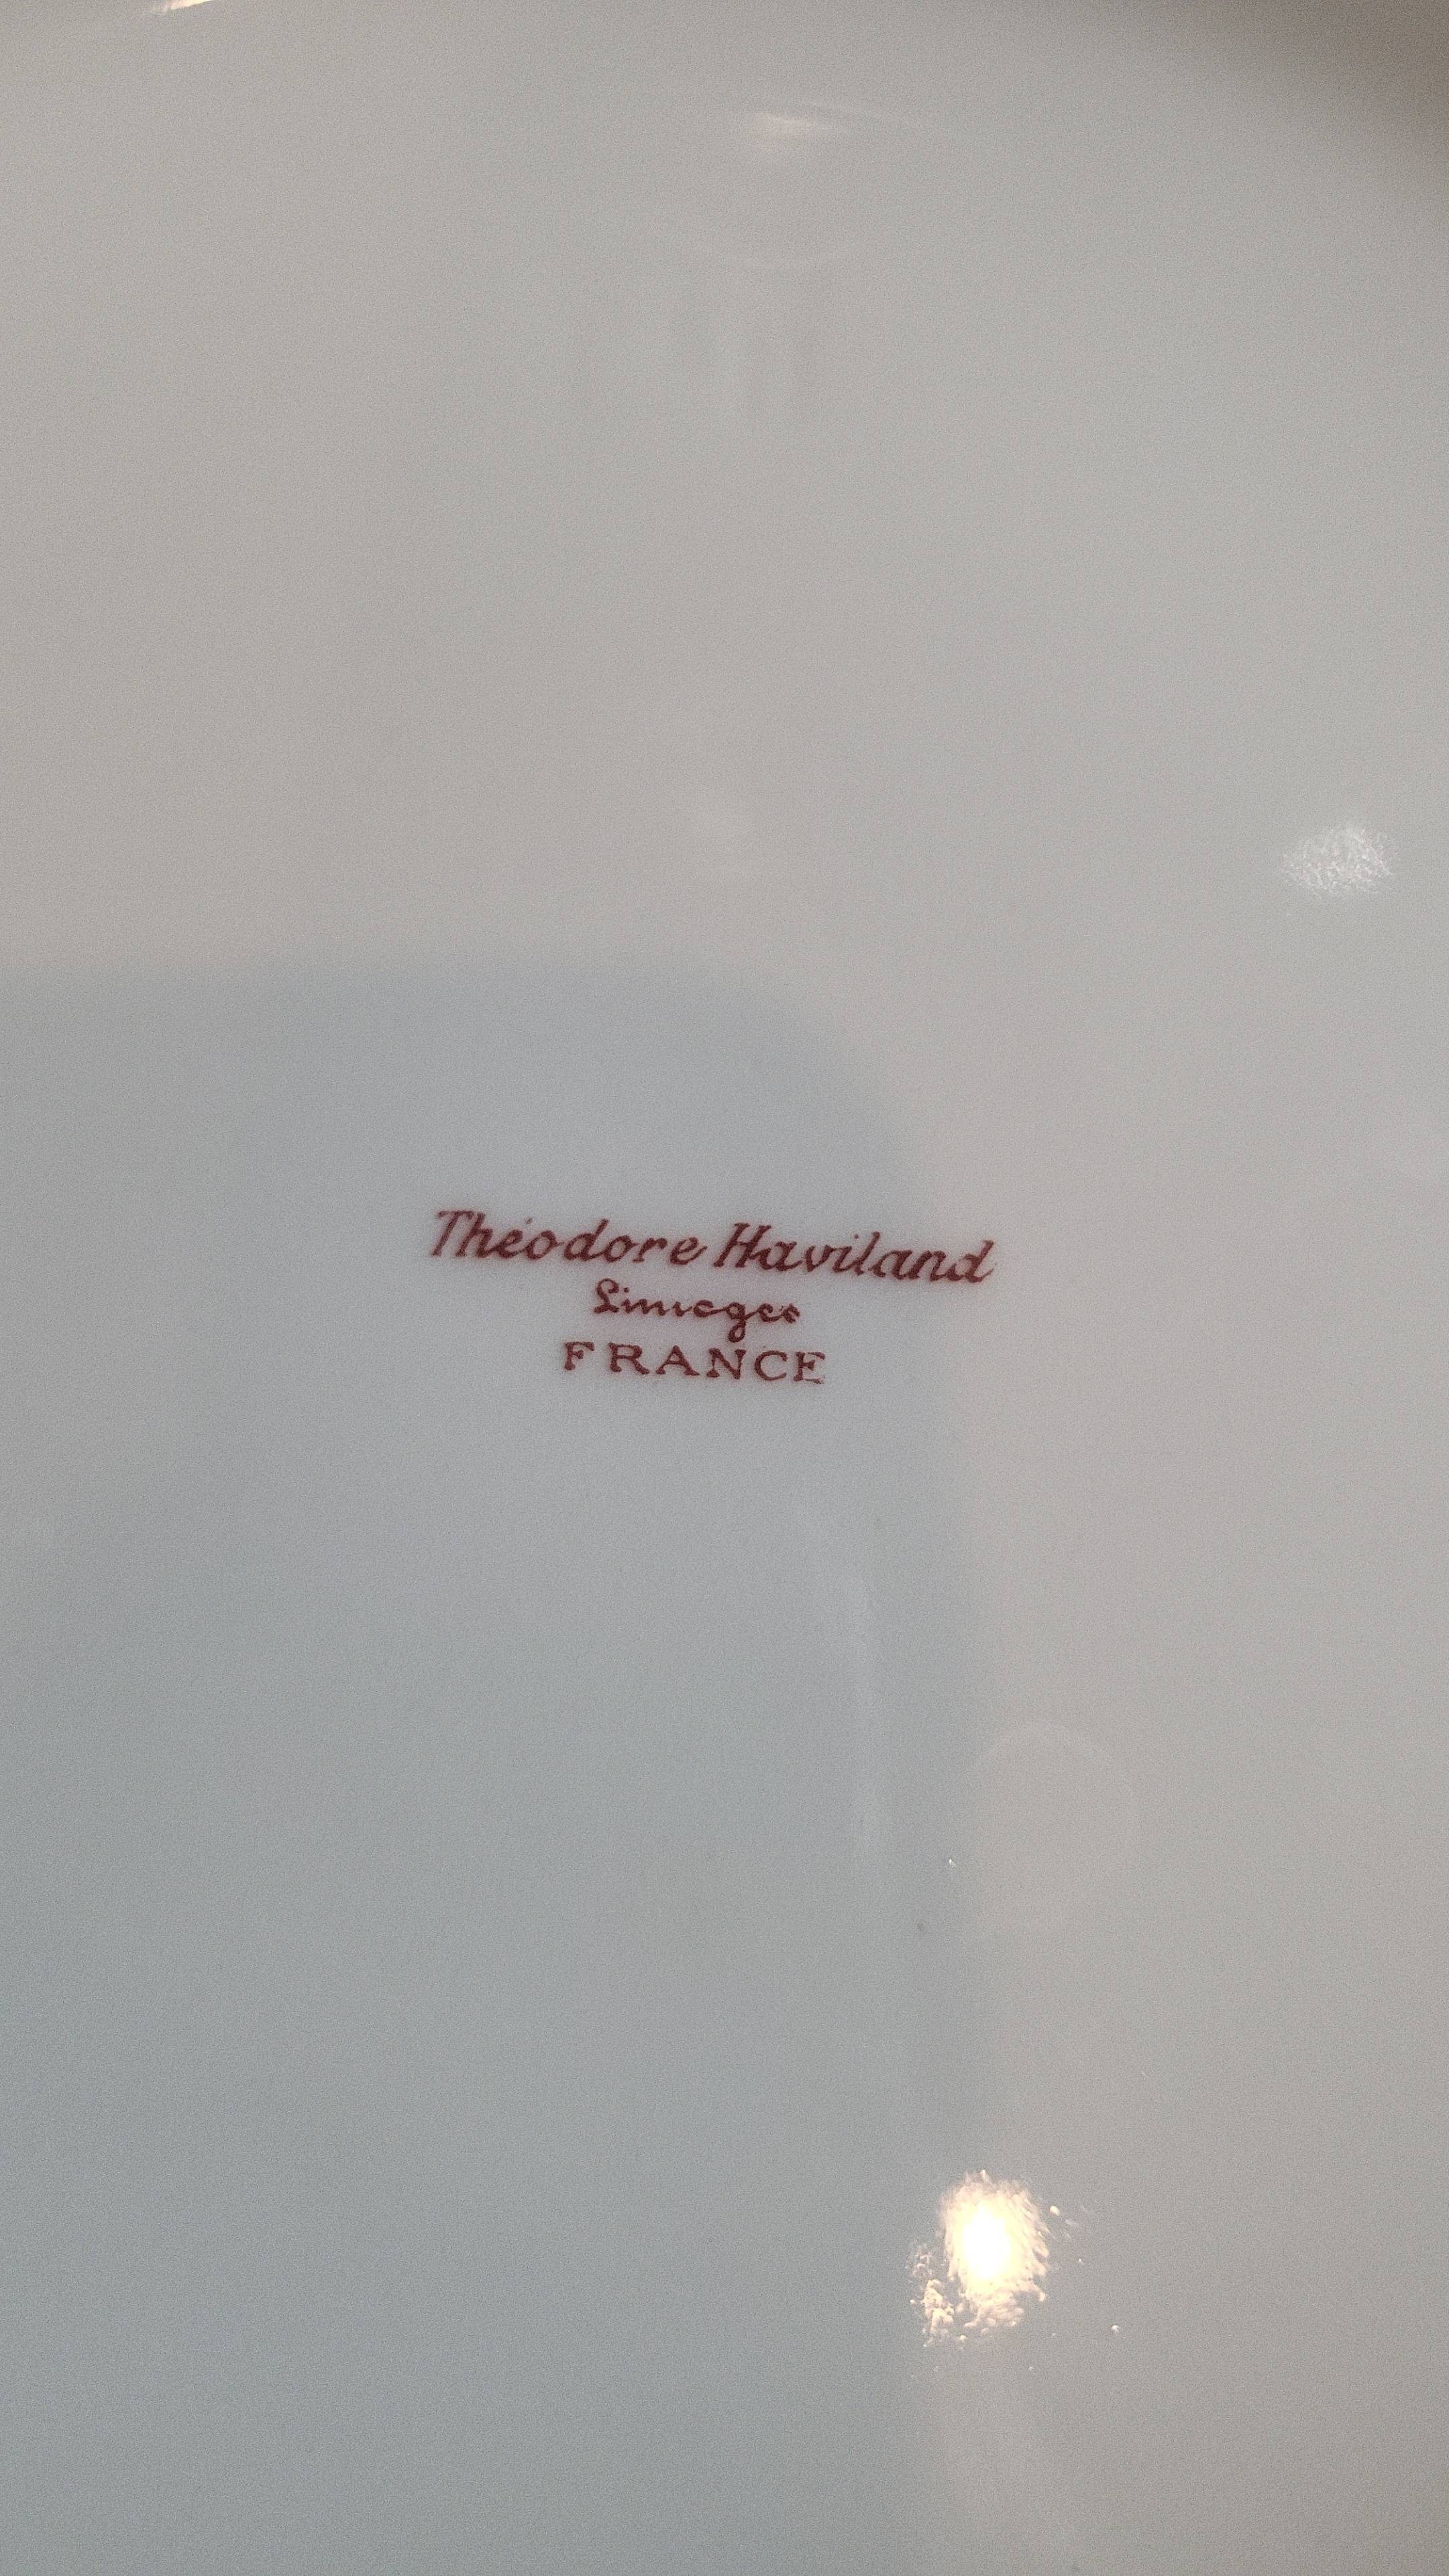 Théodore Haviland
Limoges
FRANCE